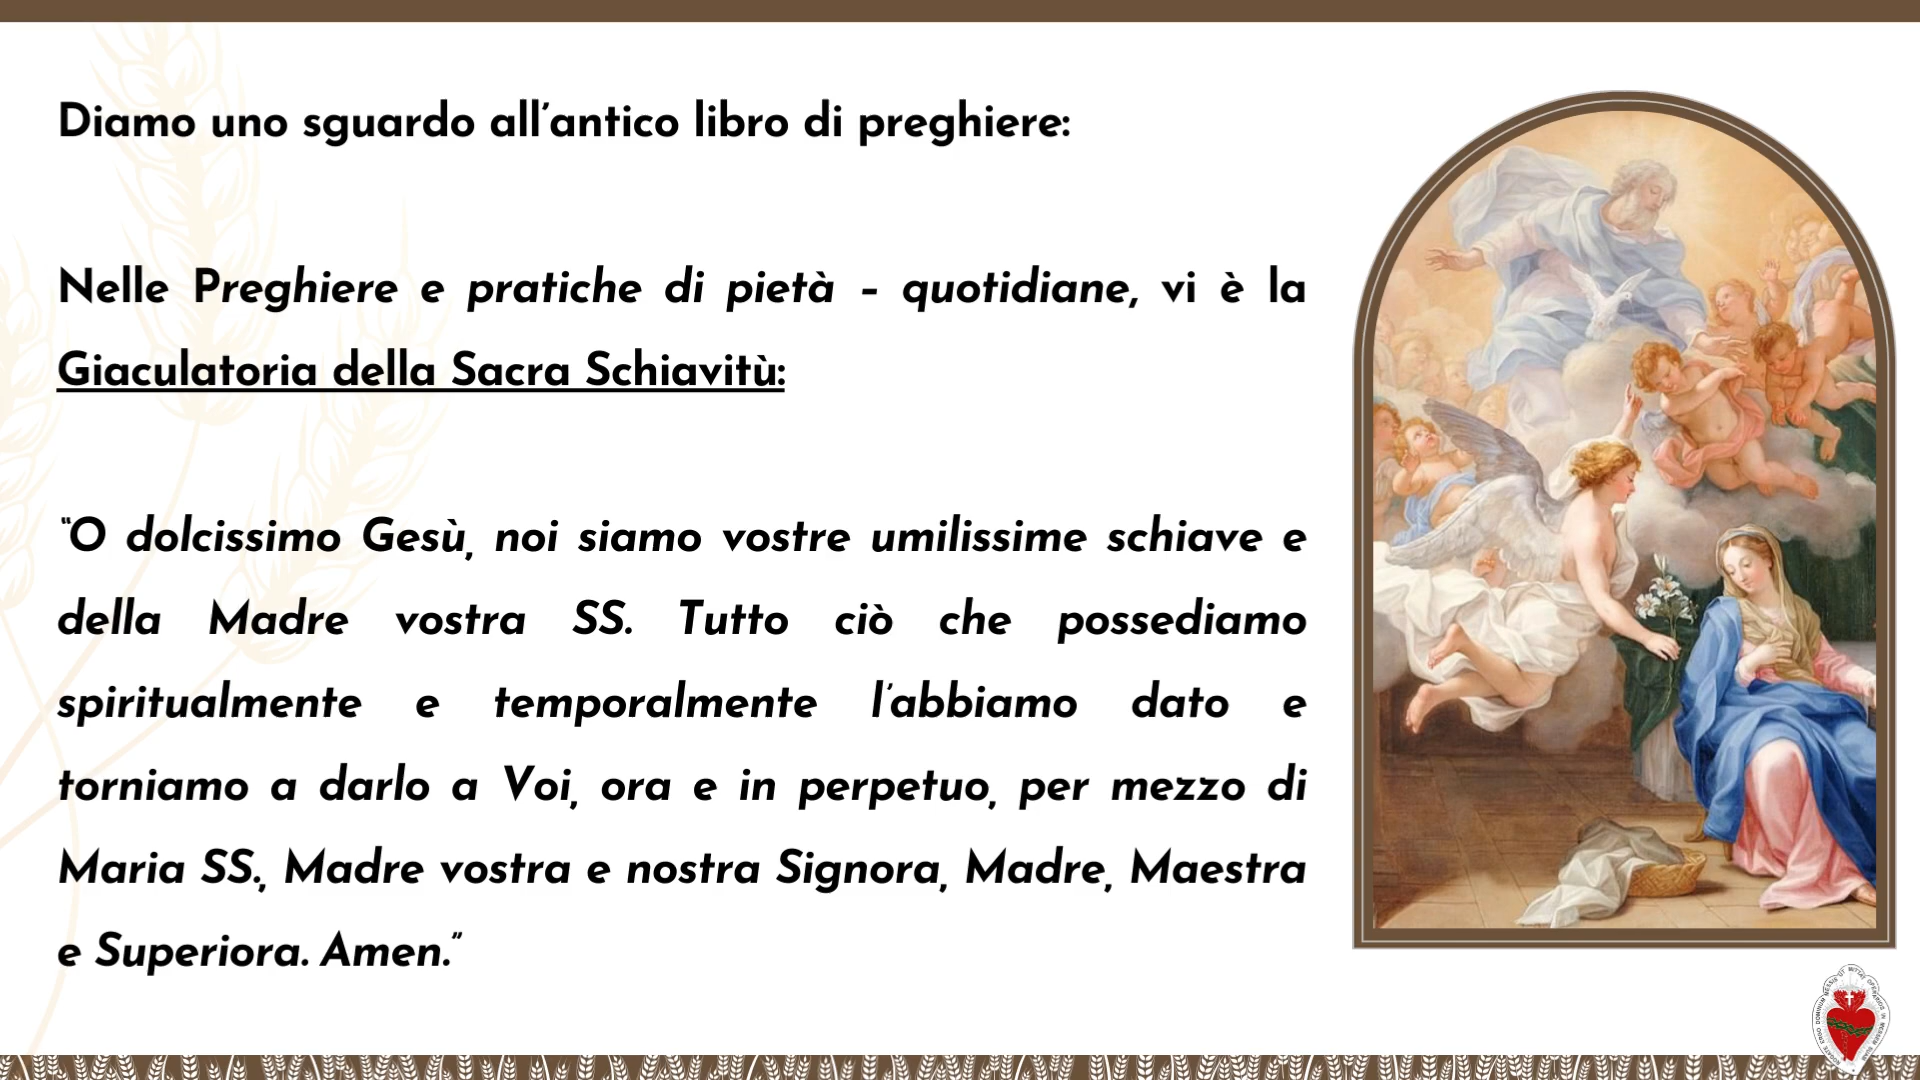 Diamo uno sguardo all’antico libro di preghiere:
Nelle Preghiere e pratiche di pietà – quotidiane, vi è la
Giaculatoria della Sacra Schiavitù:
“O dolcissimo Gesù, noi siamo vostre umilissime schiave e
della Madre vostra SS. Tutto ciò che possediamo
spiritualmente e temporalmente l’abbiamo dato e
torniamo a darlo a Voi, ora e in perpetuo, per mezzo di
Maria SS., Madre vostra e nostra Signora, Madre, Maestra
e Superiora. Amen.”